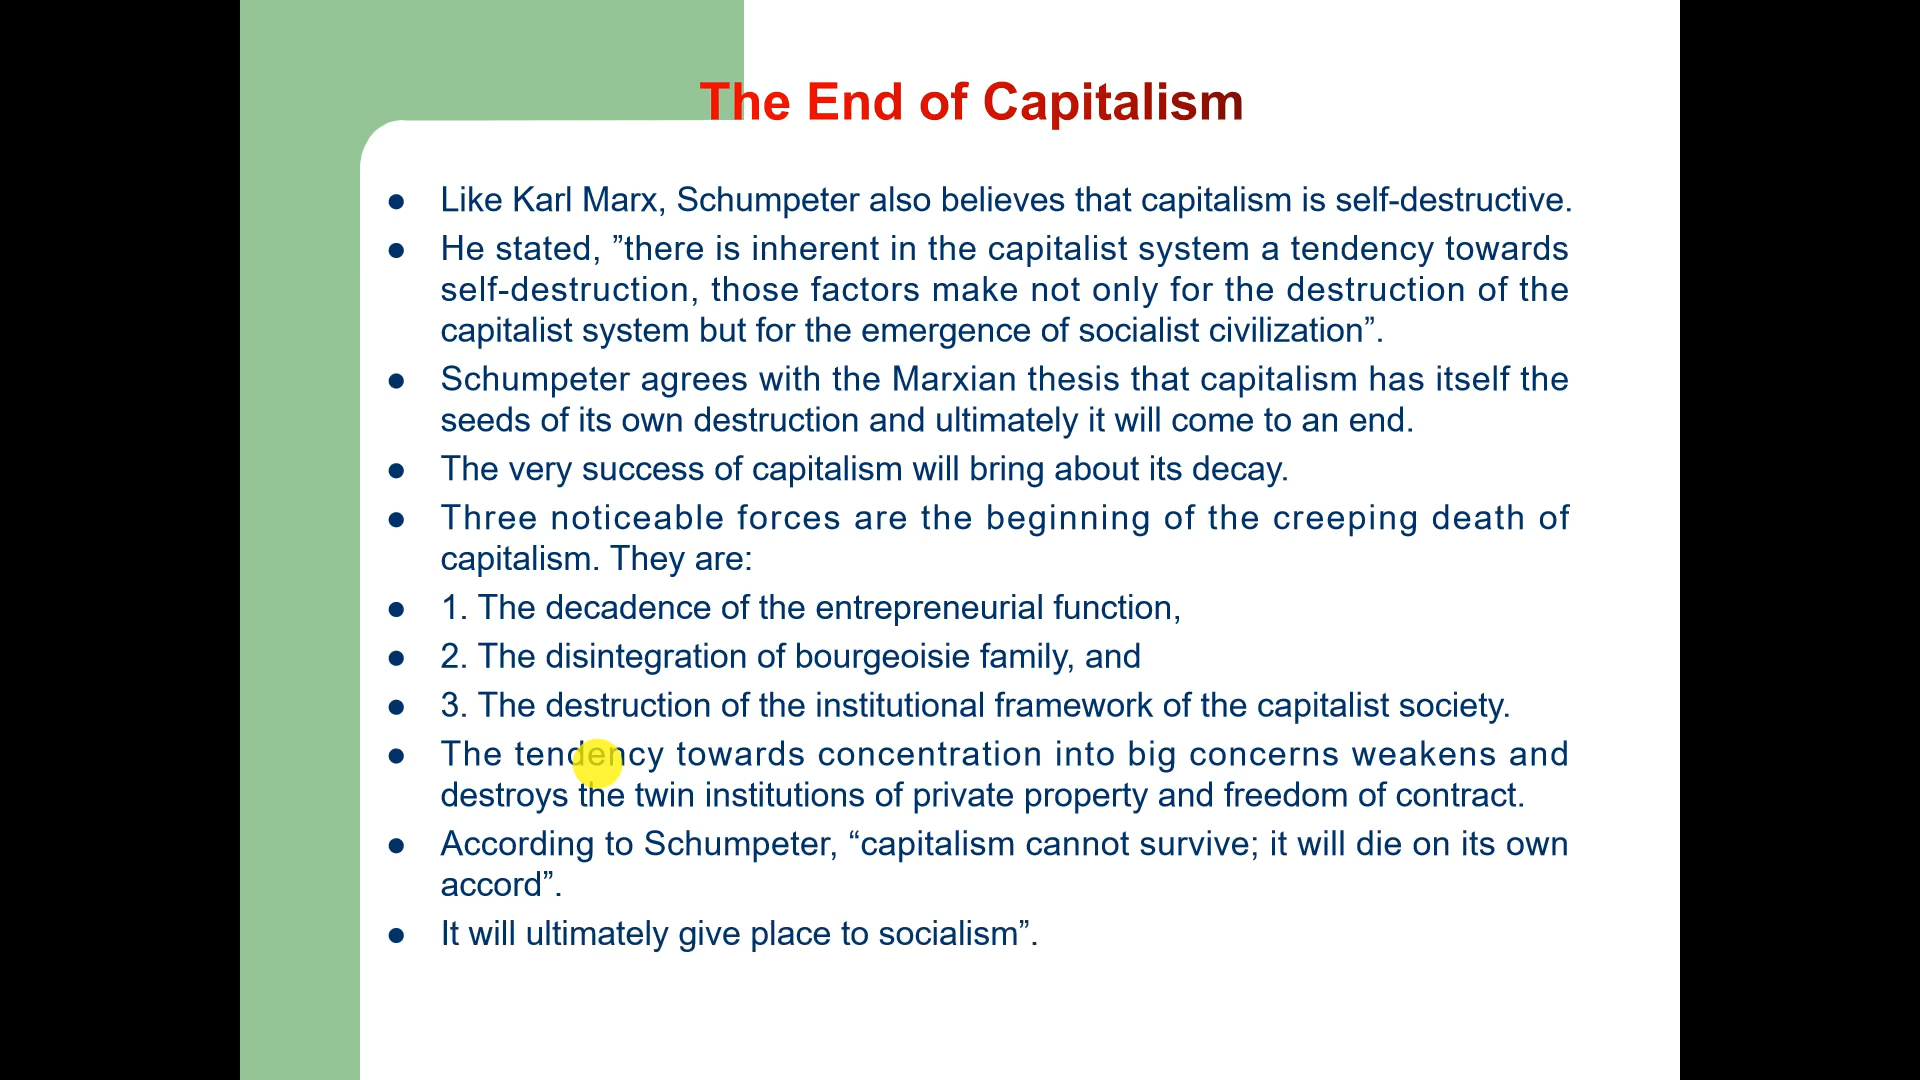 The End of Capitalism
● Like Karl Marx, Schumpeter also believes that capitalism is self-destructive.
● He stated, ”there is inherent in the capitalist system a tendency towards
self-destruction, those factors make not only for the destruction of the
capitalist system but for the emergence of socialist civilization”.
● Schumpeter agrees with the Marxian thesis that capitalism has itself the
seeds of its own destruction and ultimately it will come to an end.
● The very success of capitalism will bring about its decay.
● Three noticeable forces are the beginning of the creeping death of
capitalism. They are:
● 1. The decadence of the entrepreneurial function,
● 2. The disintegration of bourgeoisie family, and
● 3. The destruction of the institutional framework of the capitalist society.
● The tendency towards concentration into big concerns weakens and
destroys the twin institutions of private property and freedom of contract.
● According to Schumpeter, “capitalism cannot survive; it will die on its own
accord”.
● It will ultimately give place to socialism”.